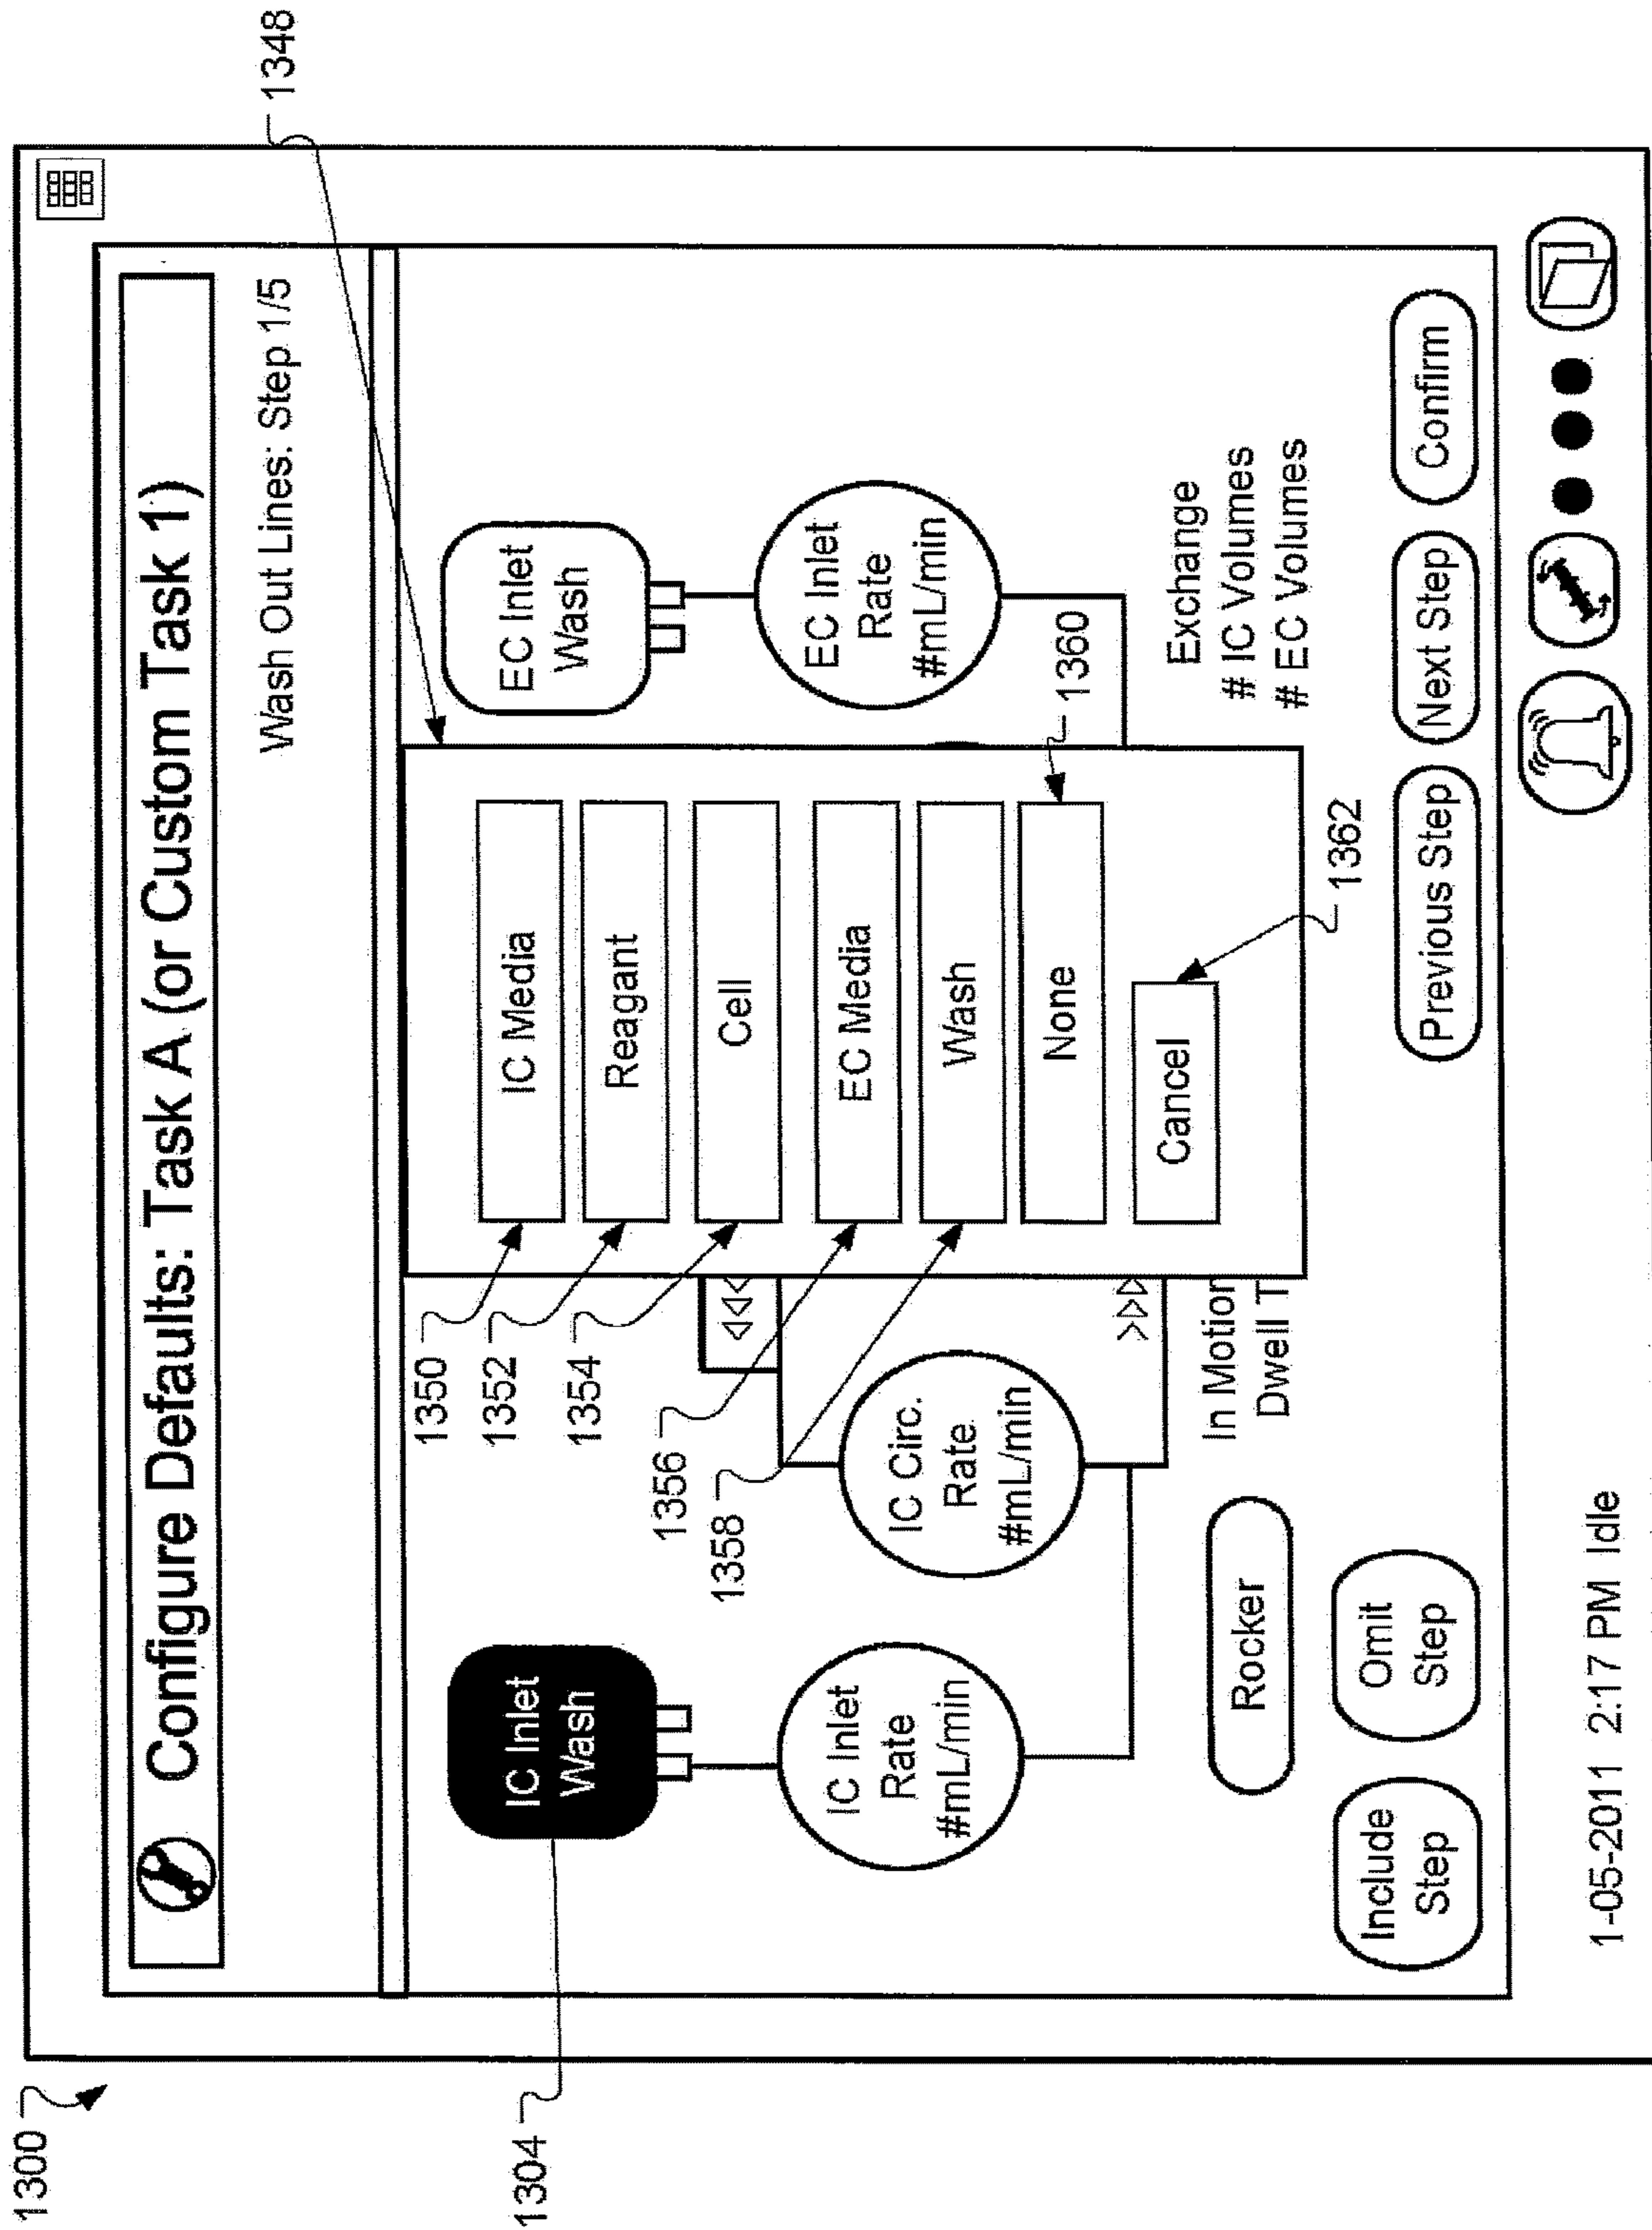 1300
1348
Configure Defaults: Task A (or Custom Task 1)
Wash Out Lines: Step 1/5
1304
IC Inlet
Wash
IC Inlet
Rate
#mL/min
IC Circ.
Rate
#mL/min
1350
1352
1354
1356
1358
IC Media
Reagant
Cell
EC Media
Wash
None
Cancel
1360
1362
EC Inlet
Wash
EC Inlet
Rate
#mL/min
Rocker
In Motion
Dwell T
Exchange
# IC Volumes
# EC Volumes
Include
Step
Omit
Step
Previous Step
Next Step
Confirm
1-05-2011 2:17 PM Idle